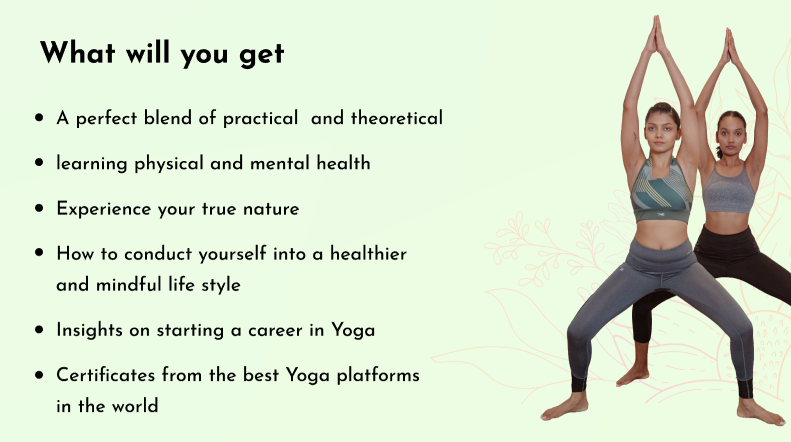 What will you get
• A perfect blend of practical  and theoretical
• learning physical and mental health
• Experience your true nature
• How to conduct yourself into a healthier
and mindful life style
• Insights on starting a career in Yoga
• Certificates from the best Yoga platforms
in the world